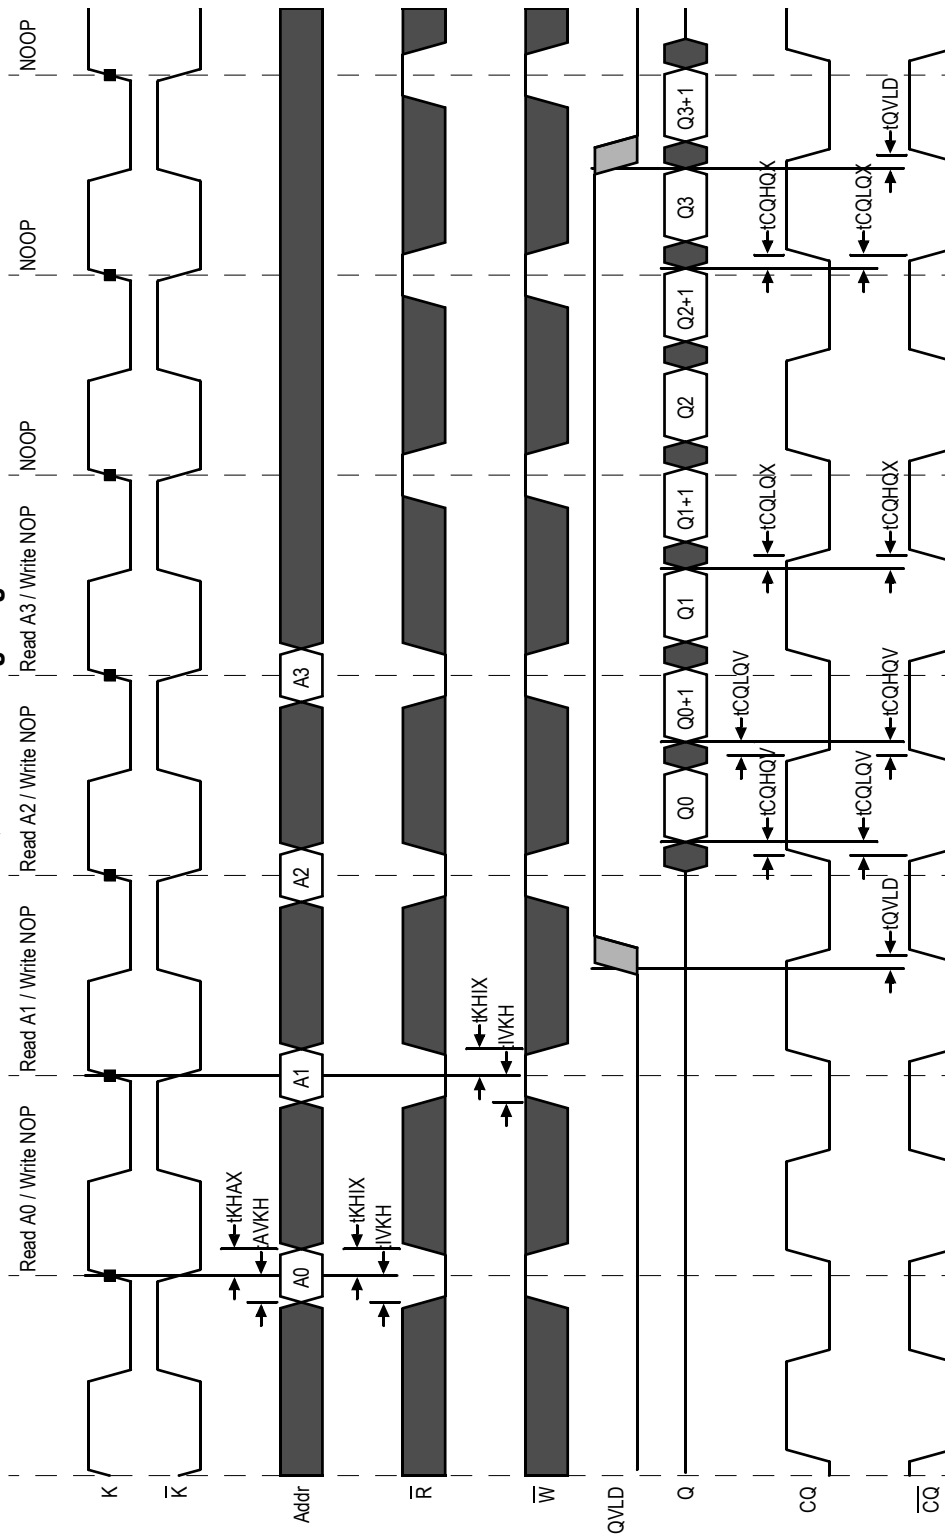 Read A0 / Write NOP
Read A1 / Write NOP
Read A2 / Write NOP
Read A3 / Write NOP
NOOP
NOOP
NOOP
K
K̅
tKHAX
tAVKH
Addr
A0
A1
A2
A3
tKHIX
tIVKH
R̅
tKHIX
tIVKH
W̅
QVLD
Q
Q0
Q0+1
Q1
Q1+1
Q2
Q2+1
Q3
Q3+1
tCQLQV
tCQHQV
tCQLQX
tCQHQX
CQ
tCQLQV
tCQLQX
tQVLD
tCQHQV
tCQHQX
tQVLD
C̅Q̅